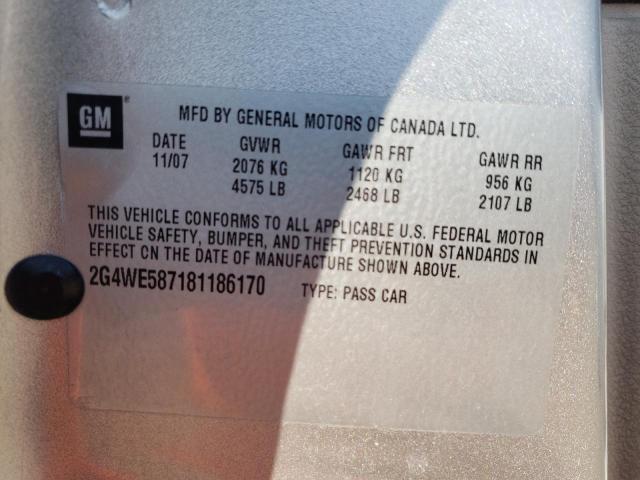 GM
MFD BY GENERAL MOTORS OF CANADA LTD.
DATE GVWR GAWR FRT GAWR RR
11/07 2076 KG 1120 KG 956 KG
4575 LB 2468 LB 2107 LB
THIS VEHICLE CONFORMS TO ALL APPLICABLE U.S. FEDERAL MOTOR
VEHICLE SAFETY, BUMPER, AND THEFT PREVENTION STANDARDS IN
EFFECT ON THE DATE OF MANUFACTURE SHOWN ABOVE.
2G4WE587181186170 TYPE: PASS CAR